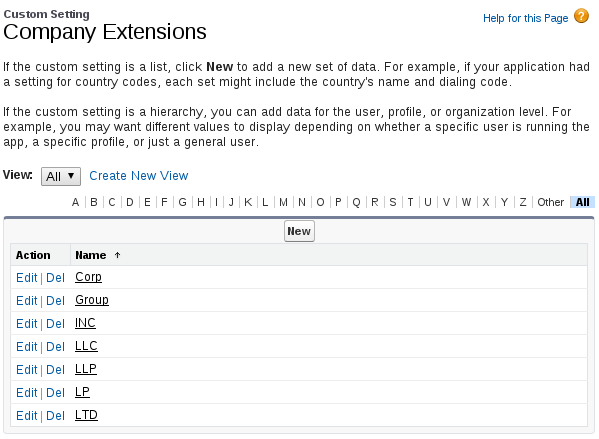 Custom Setting
Company Extensions
Help for this Page ?
If the custom setting is a list, click New to add a new set of data. For example, if your application had
a setting for country codes, each set might include the country's name and dialing code.
If the custom setting is a hierarchy, you can add data for the user, profile, or organization level. For
example, you may want different values to display depending on whether a specific user is running the
app, a specific profile, or just a general user.
View: All ▼ Create New View
A | B | C | D | E | F | G | H | I | J | K | L | M | N | O | P | Q | R | S | T | U | V | W | X | Y | Z | Other | All
New
Action Name ↑
Edit | Del Corp
Edit | Del Group
Edit | Del INC
Edit | Del LLC
Edit | Del LLP
Edit | Del LP
Edit | Del LTD